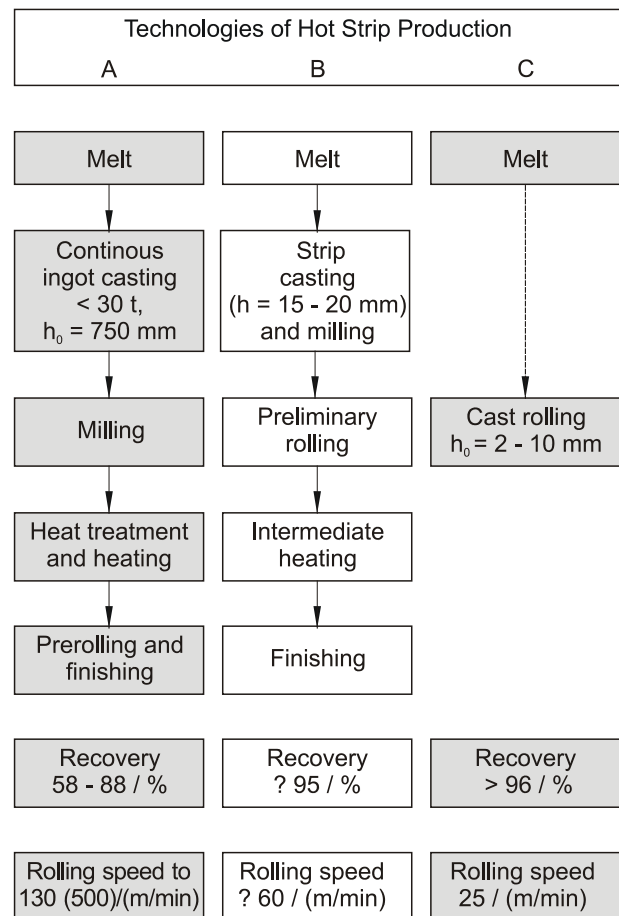 Technologies of Hot Strip Production
A B C
Melt
Continous
ingot casting
< 30 t,
h₀ = 750 mm
Milling
Heat treatment
and heating
Prerolling and
finishing
Recovery
58 - 88 / %
Rolling speed to
130 (500)/(m/min)
Melt
Strip
casting
(h = 15 - 20 mm)
and milling
Preliminary
rolling
Intermediate
heating
Finishing
Recovery
? 95 / %
Rolling speed
? 60 / (m/min)
Melt
Cast rolling
h₀ = 2 - 10 mm
Recovery
> 96 / %
Rolling speed
25 / (m/min)